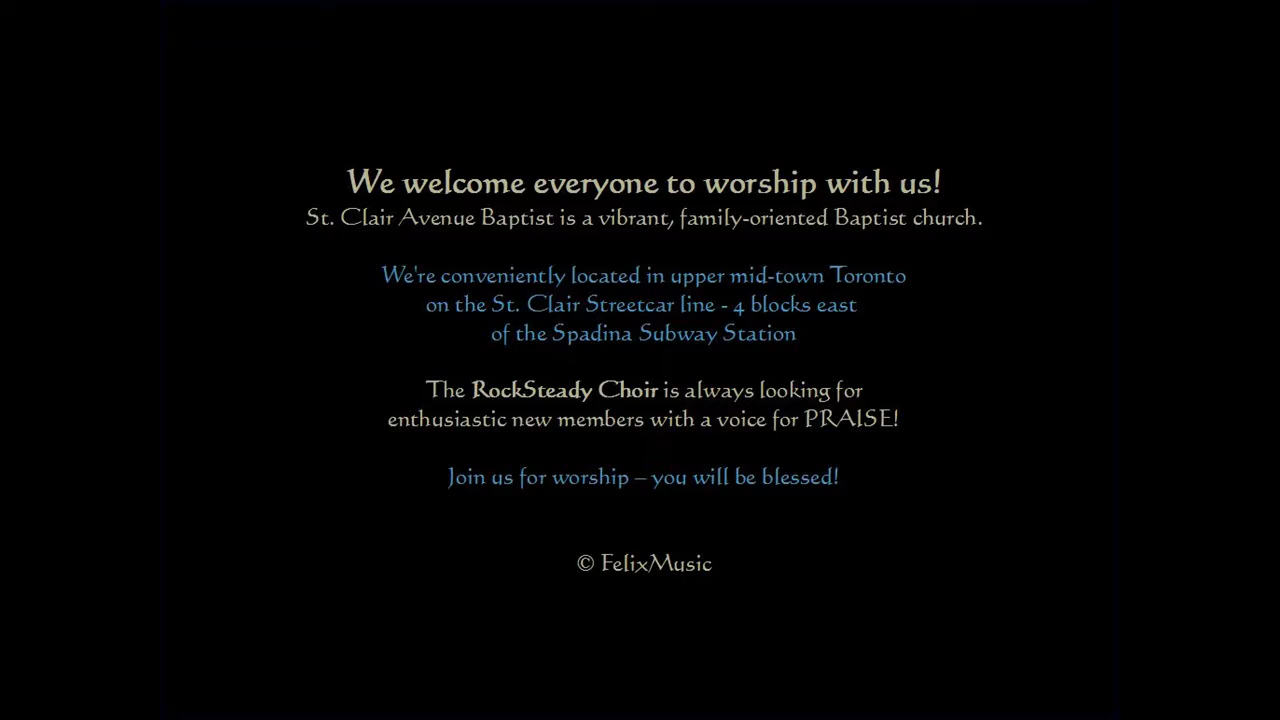 We welcome everyone to worship with us!
St. Clair Avenue Baptist is a vibrant, family-oriented Baptist church.
We're conveniently located in upper mid-town Toronto
on the St. Clair Streetcar line - 4 blocks east
of the Spadina Subway Station
The RockSteady Choir is always looking for
enthusiastic new members with a voice for PRAISE!
Join us for worship – you will be blessed!
© FelixMusic